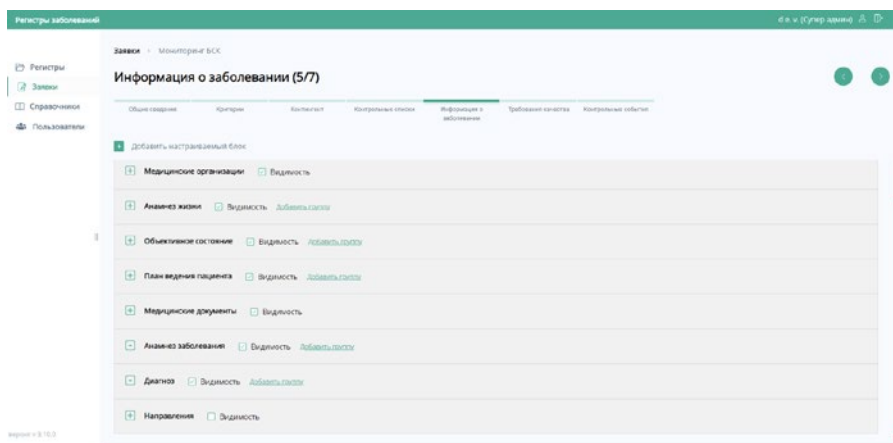 Регистры заболеваний
d e. v. (Супер админ)
Заявки > Мониторинг БСК
Регистры
Заявки
Справочники
Пользователи
Информация о заболевании (5/7)
Общие сведения Критерии Контингент Контрольные списки Информация о заболевании Требования качества Контрольные события
Добавить настраиваемый блок
Медицинские организации Видимость
Анамнез жизни Видимость Добавить группу
Объективное состояние Видимость Добавить группу
План ведения пациента Видимость Добавить группу
Медицинские документы Видимость
Анамнез заболевания Видимость Добавить группу
Диагноз Видимость Добавить группу
Направления Видимость